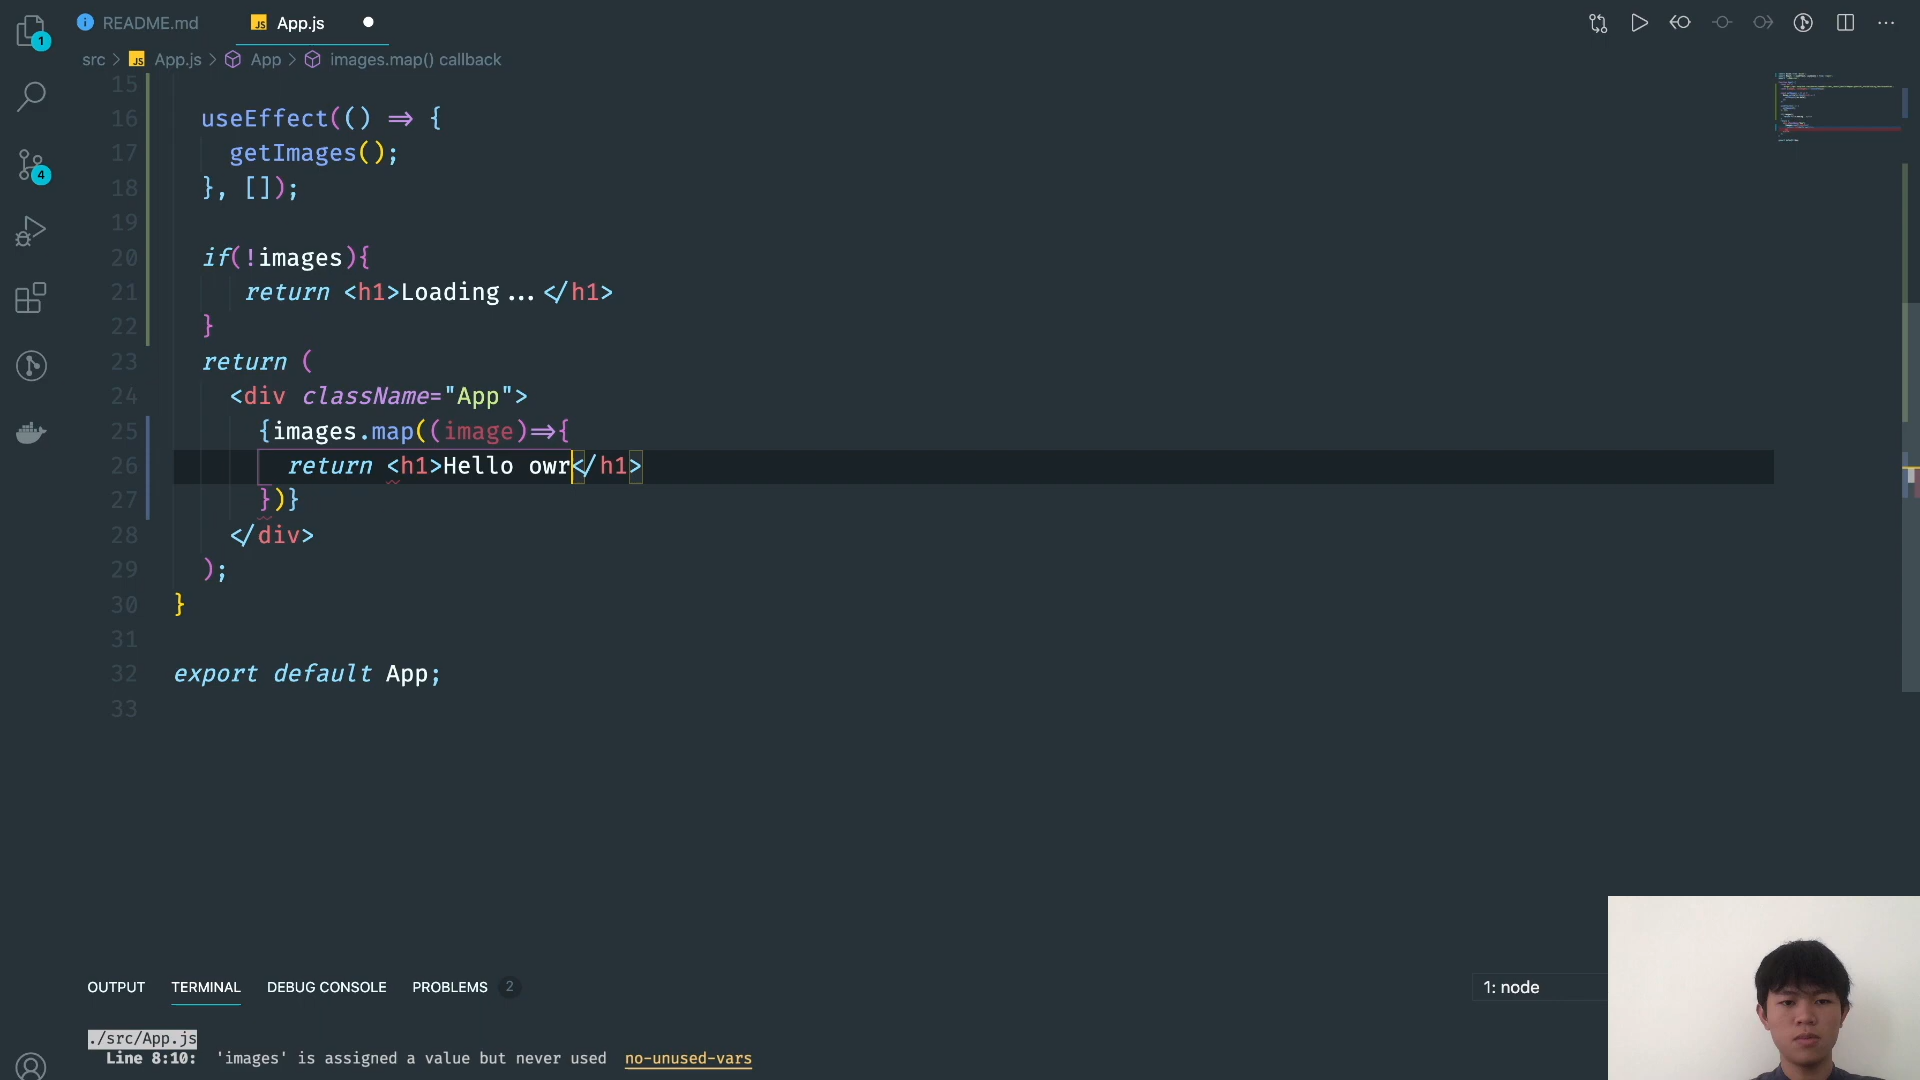 1
README.md
JS App.js
src > JS App.js > App > images.map() callback
4
15
16 useEffect(() => {
17 getImages();
18 }, []);
19
20 if(!images){
21 return <h1>Loading...</h1>
22 }
23 return (
24 <div className="App">
25 {images.map((image)=>{
26 return <h1>Hello owr</h1>
27 })}
28 </div>
29 );
30 }
31
32 export default App;
33
OUTPUT TERMINAL DEBUG CONSOLE PROBLEMS 2
1: node
./src/App.js
Line 8:10: 'images' is assigned a value but never used no-unused-vars